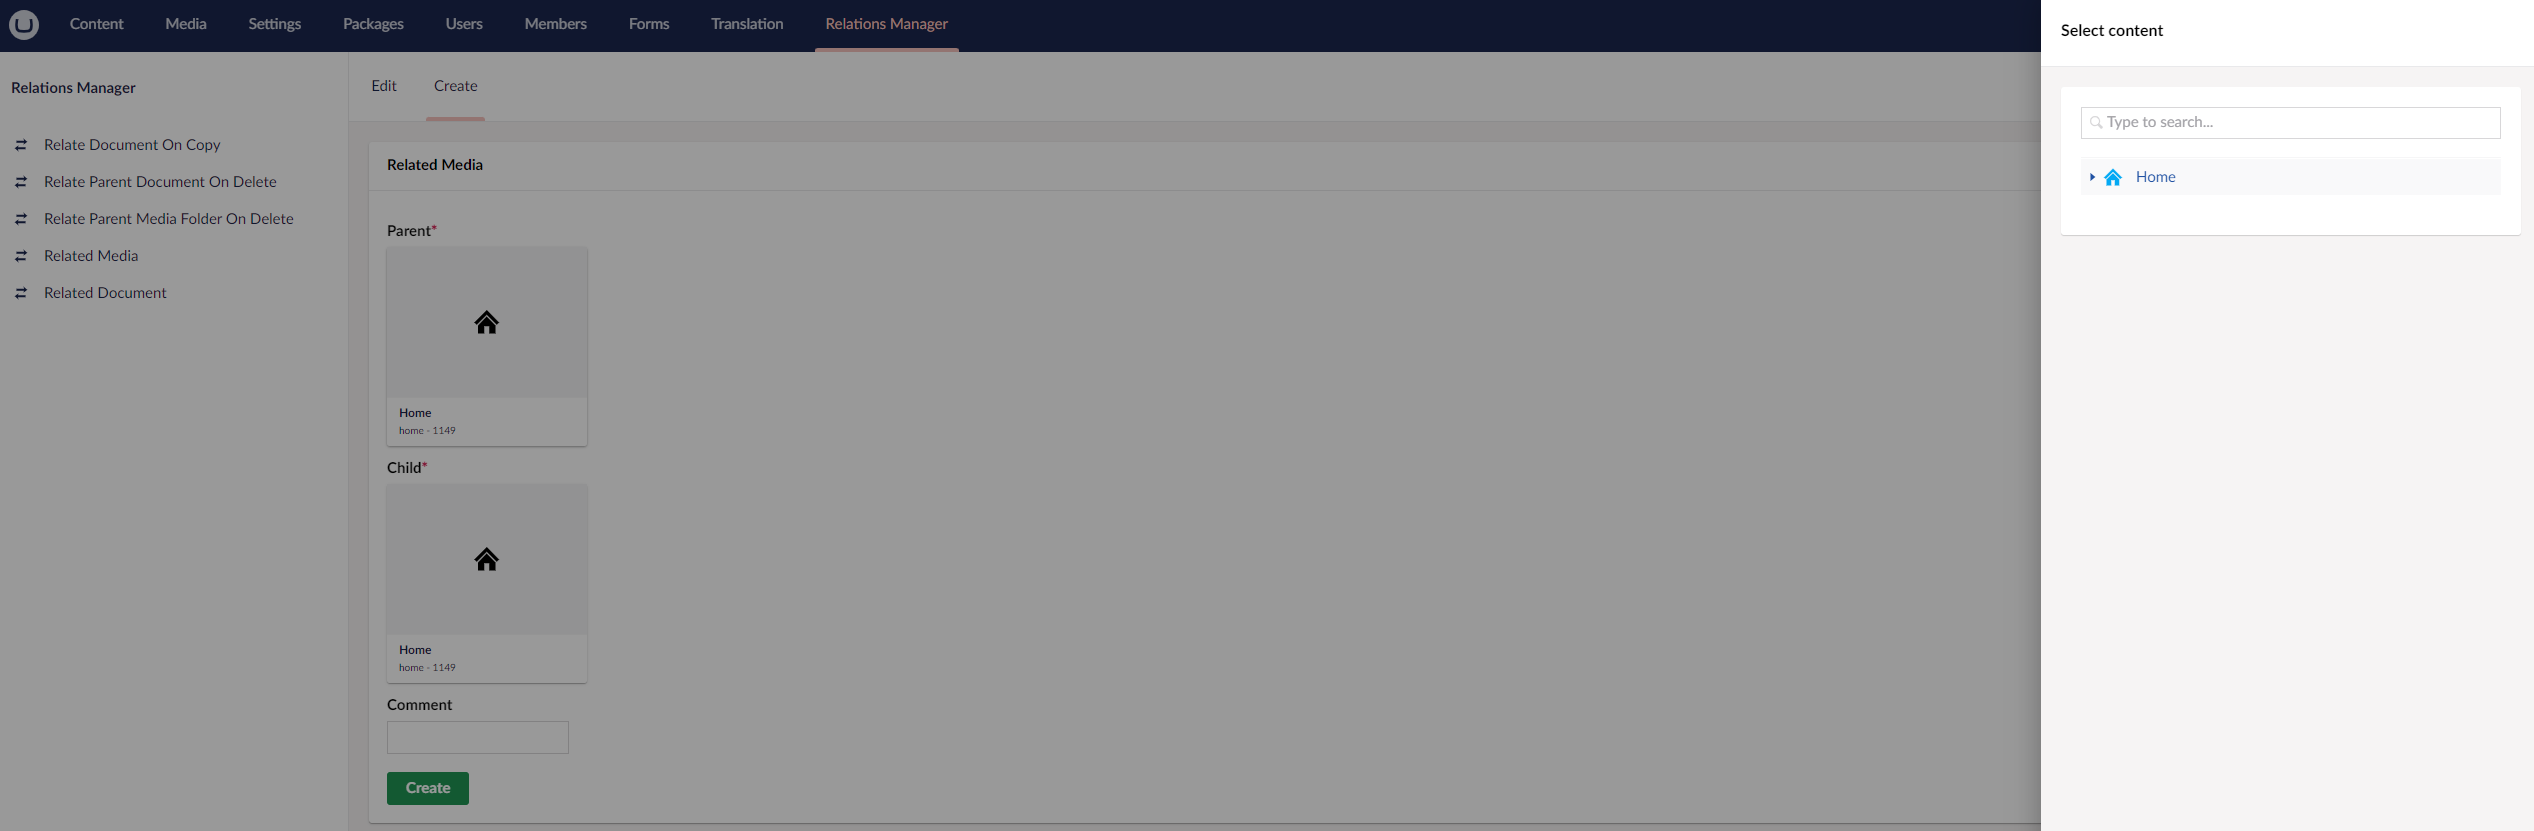 Content Media Settings Packages Users Members Forms Translation Relations Manager
Relations Manager
Relate Document On Copy
Relate Parent Document On Delete
Relate Parent Media Folder On Delete
Related Media
Related Document
Edit Create
Related Media
Parent*
Home
home - 1149
Child*
Home
home - 1149
Comment
Create
Select content
Type to search...
Home